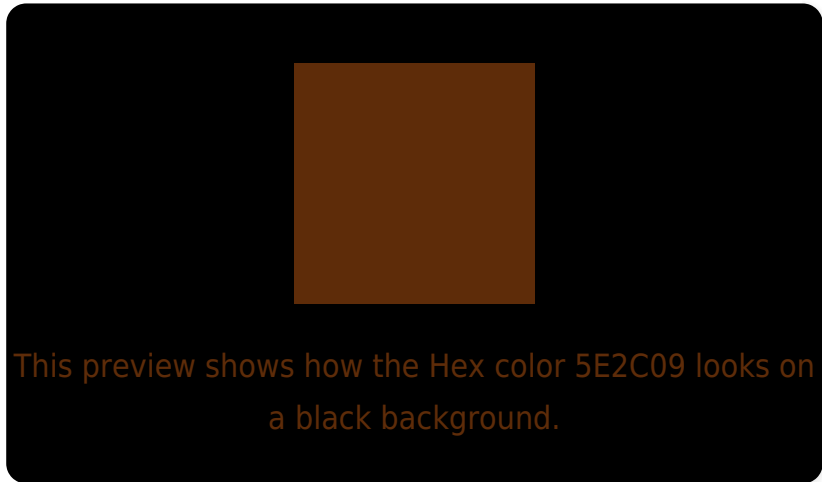 This preview shows how the Hex color 5E2C09 looks on
a black background.